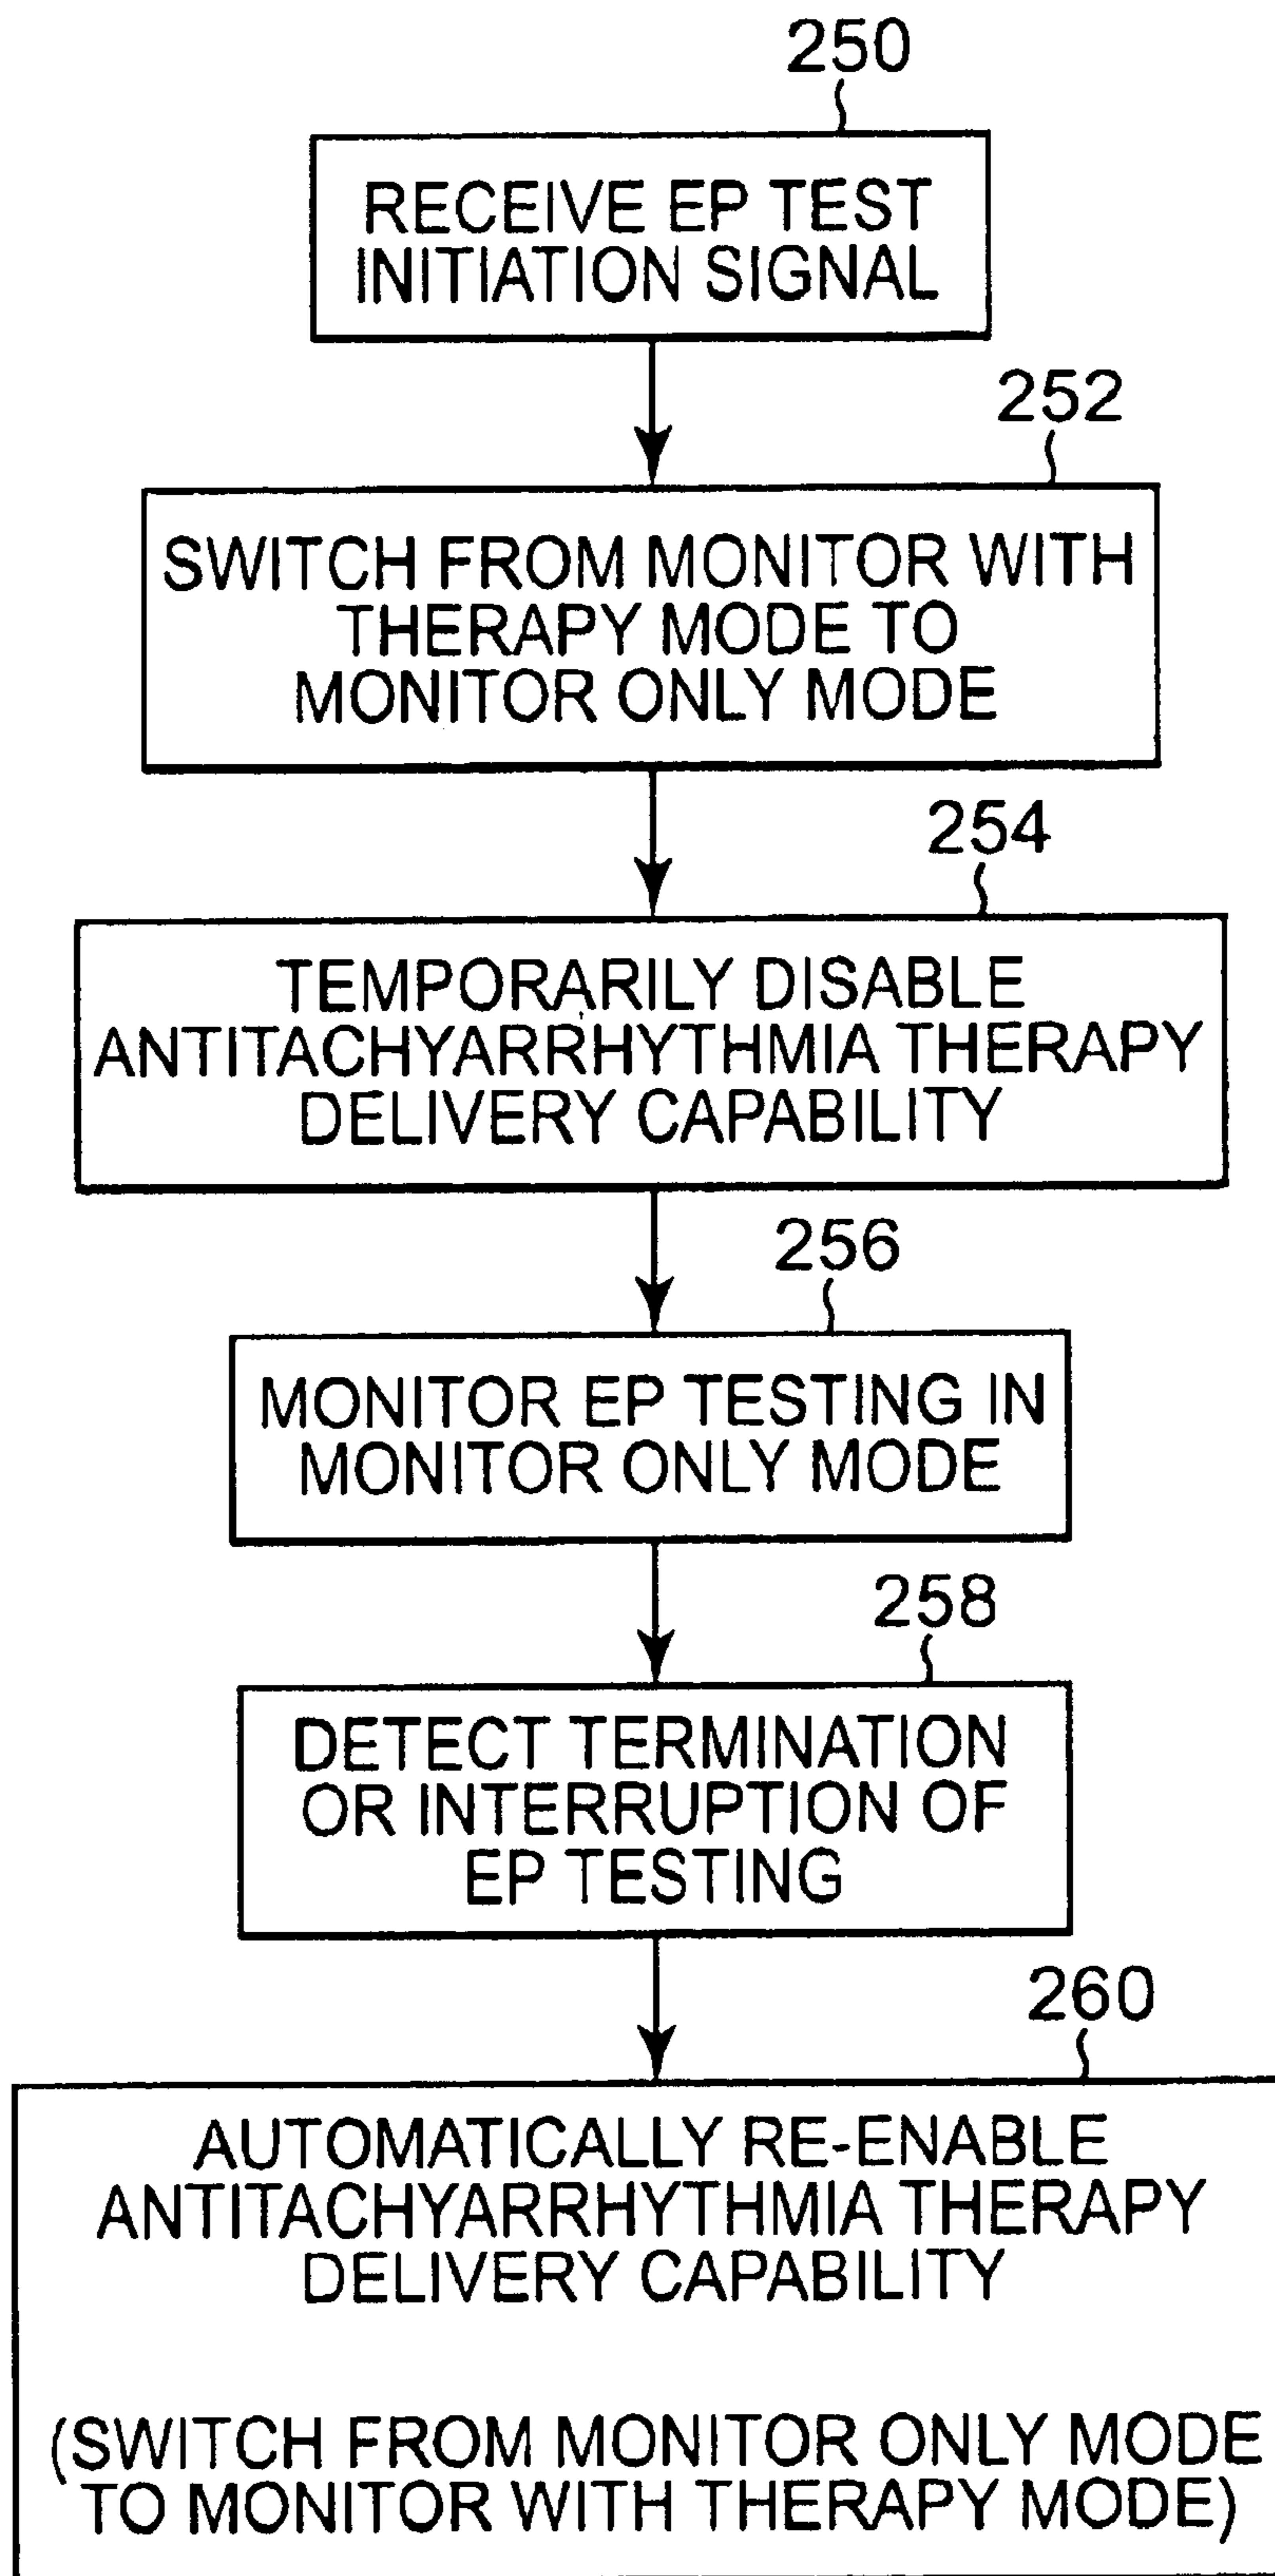 250
RECEIVE EP TEST
INITIATION SIGNAL
252
SWITCH FROM MONITOR WITH
THERAPY MODE TO
MONITOR ONLY MODE
254
TEMPORARILY DISABLE
ANTITACHYARRHYTHMIA THERAPY
DELIVERY CAPABILITY
256
MONITOR EP TESTING IN
MONITOR ONLY MODE
258
DETECT TERMINATION
OR INTERRUPTION OF
EP TESTING
260
AUTOMATICALLY RE-ENABLE
ANTITACHYARRHYTHMIA THERAPY
DELIVERY CAPABILITY
(SWITCH FROM MONITOR ONLY MODE
TO MONITOR WITH THERAPY MODE)